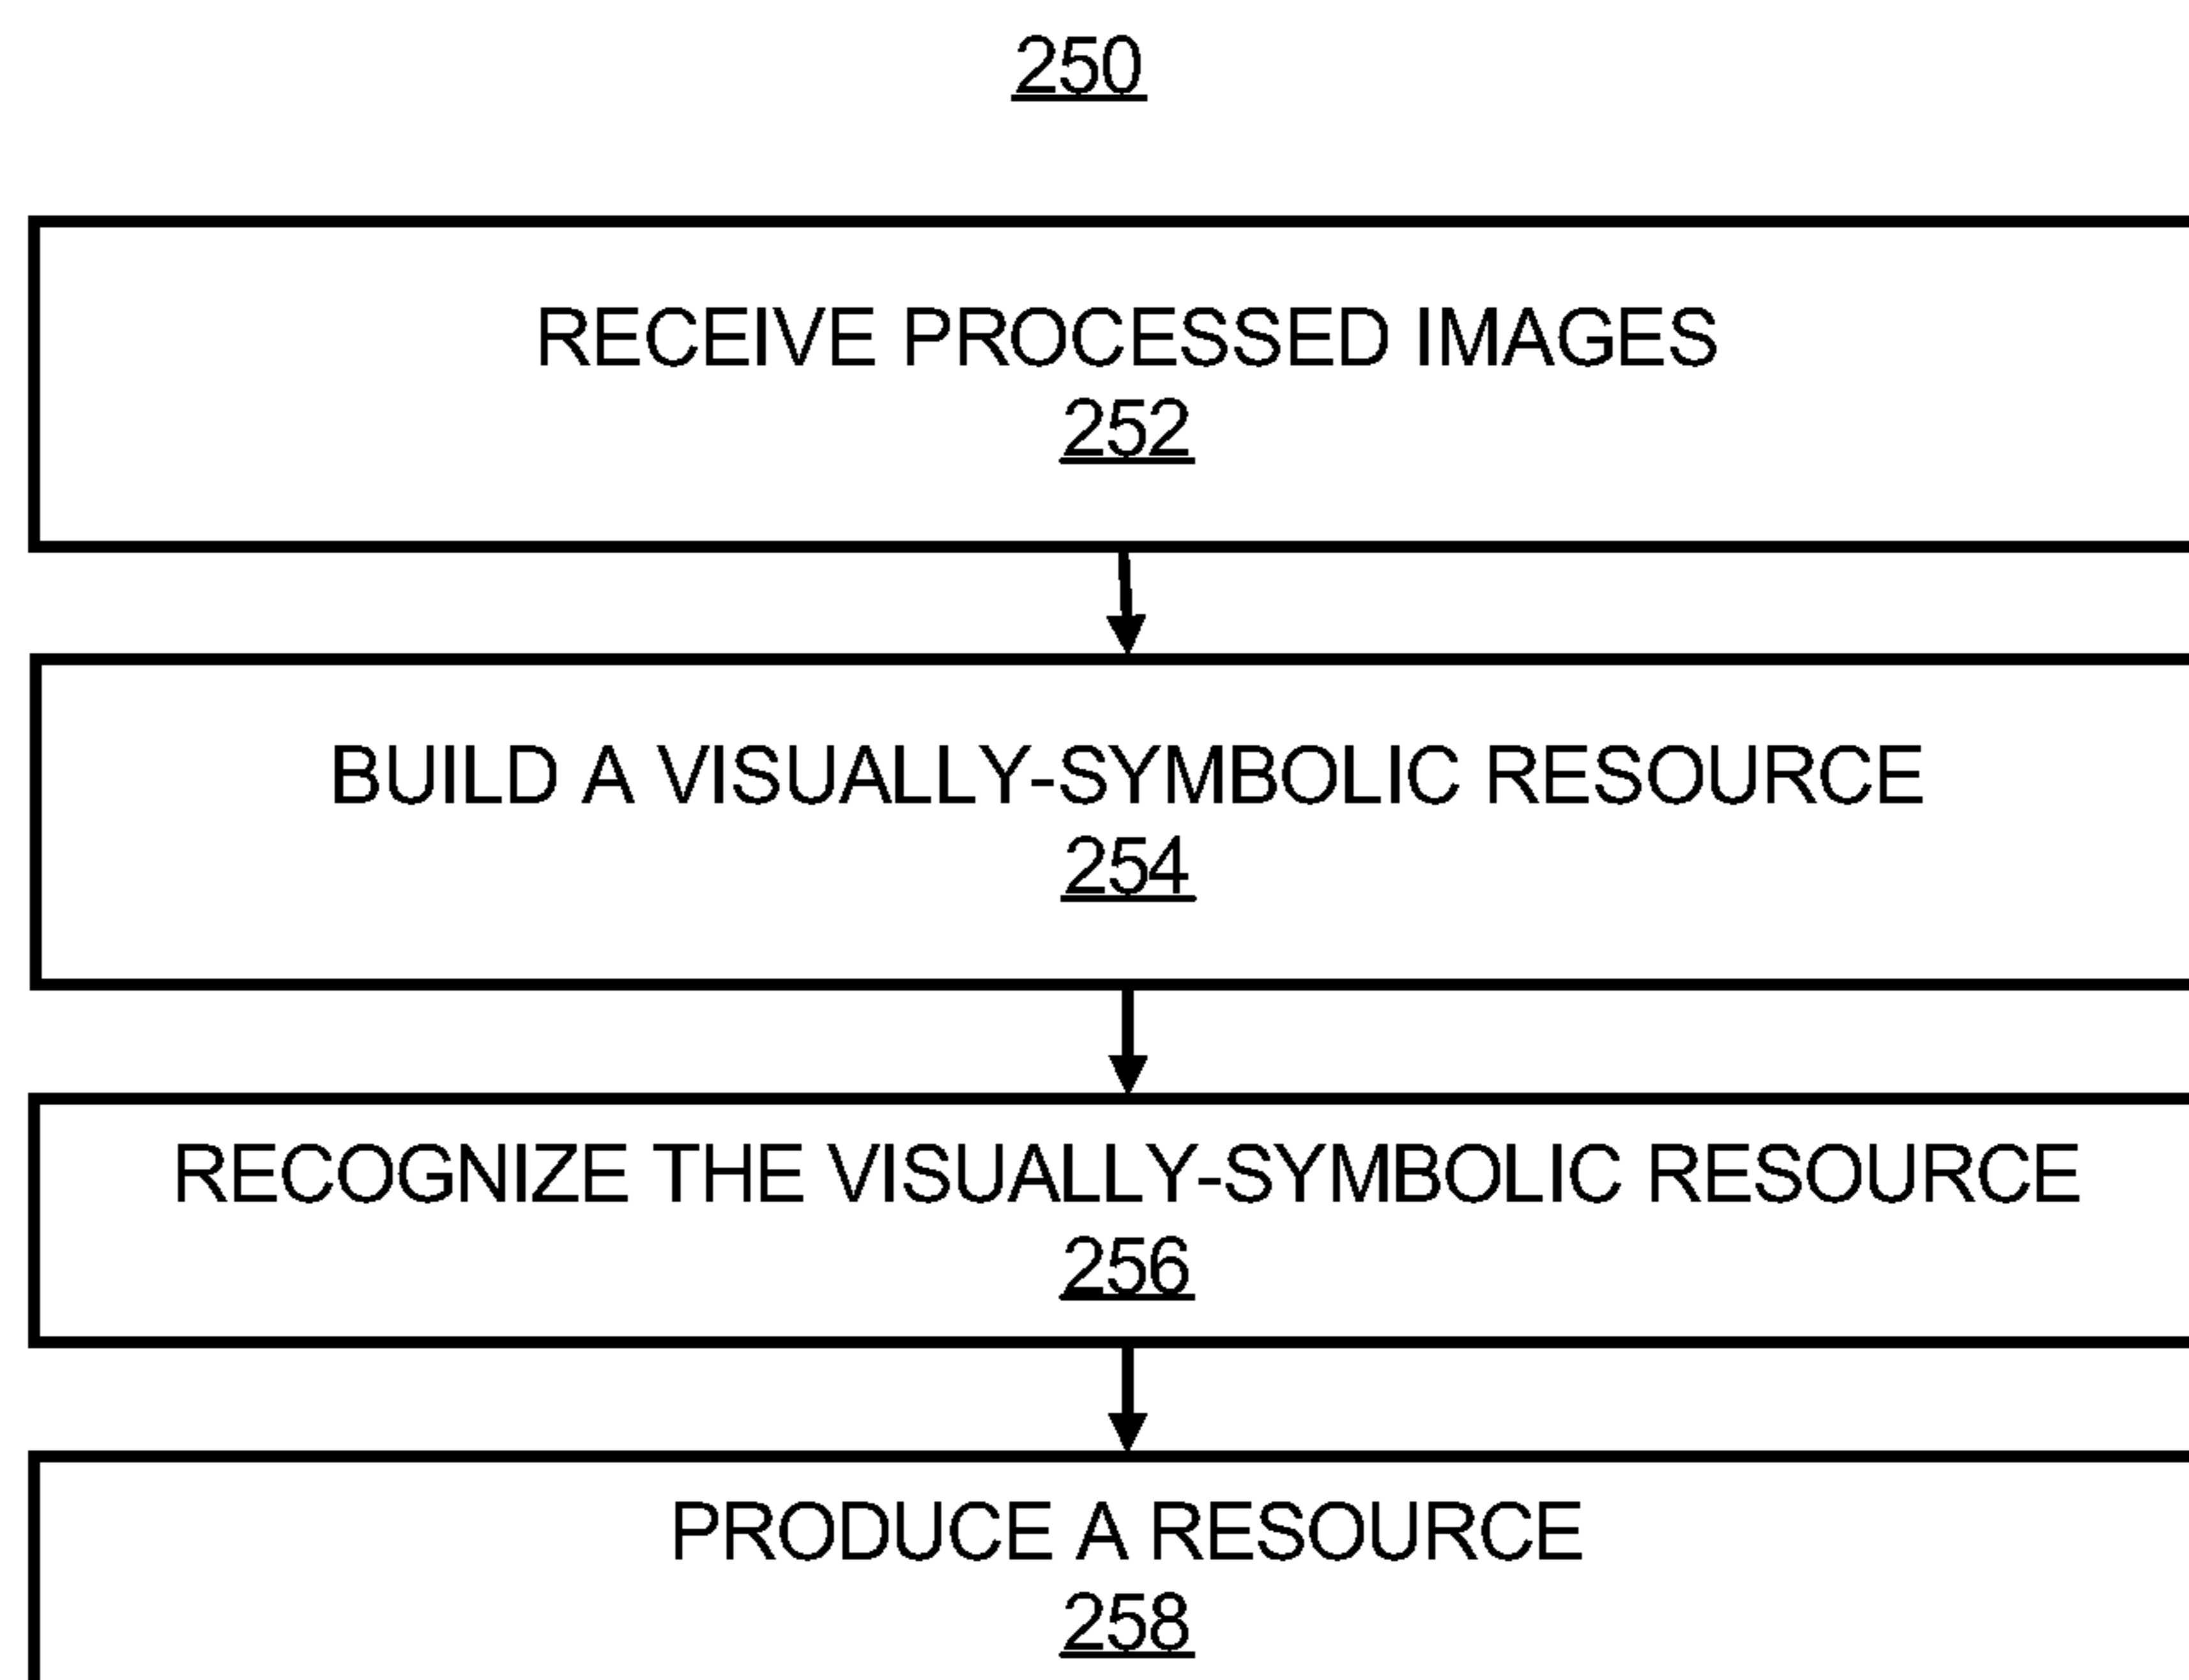 250
RECEIVE PROCESSED IMAGES
252
BUILD A VISUALLY-SYMBOLIC RESOURCE
254
RECOGNIZE THE VISUALLY-SYMBOLIC RESOURCE
256
PRODUCE A RESOURCE
258